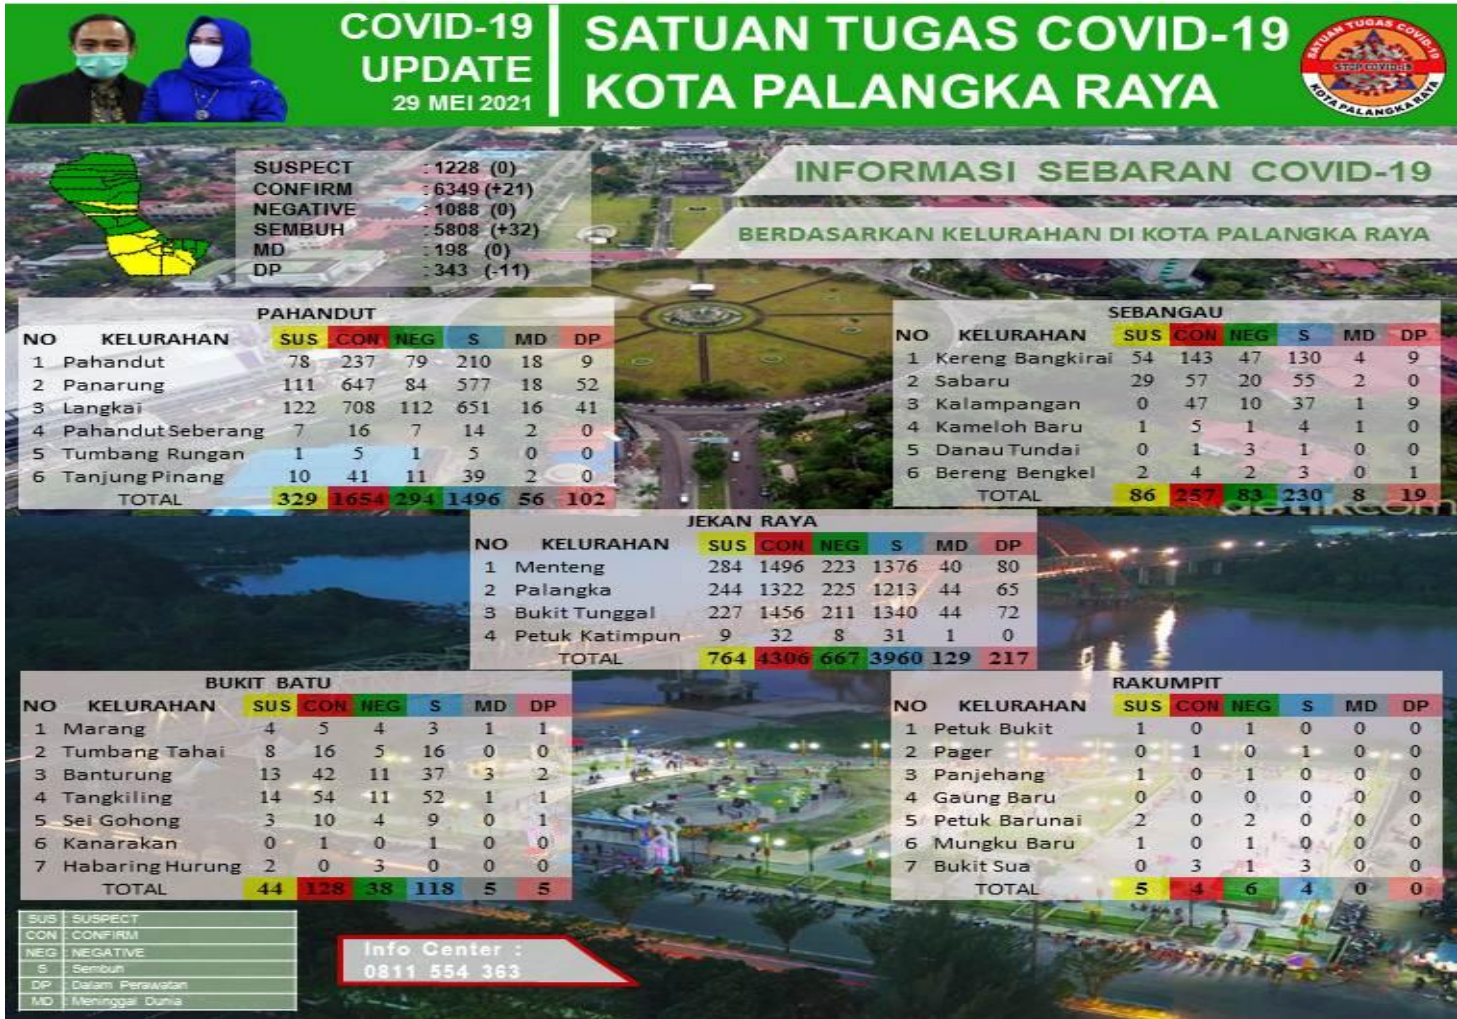 COVID-19
UPDATE
29 MEI 2021
SATUAN TUGAS COVID-19
KOTA PALANGKA RAYA
SATUAN TUGAS COVID-19
STOP COVID-19
KOTA PALANGKARAYA
SUSPECT : 1228 (0)
CONFIRM : 6349 (+21)
NEGATIVE : 1088 (0)
SEMBUH : 5808 (+32)
MD : 198 (0)
DP : 343 (-11)
INFORMASI SEBARAN COVID-19
BERDASARKAN KELURAHAN DI KOTA PALANGKA RAYA
PAHANDUT
NO KELURAHAN SUS CON NEG S MD DP
1 Pahandut 78 237 79 210 18 9
2 Panarung 111 647 84 577 18 52
3 Langkai 122 708 112 651 16 41
4 Pahandut Seberang 7 16 7 14 2 0
5 Tumbang Rungan 1 5 1 5 0 0
6 Tanjung Pinang 10 41 11 39 2 0
TOTAL 329 1654 294 1496 56 102
SEBANGAU
NO KELURAHAN SUS CON NEG S MD DP
1 Kereng Bangkirai 54 143 47 130 4 9
2 Sabaru 29 57 20 55 2 0
3 Kalampangan 0 47 10 37 1 9
4 Kameloh Baru 1 5 1 4 1 0
5 Danau Tundai 0 1 3 1 0 0
6 Bereng Bengkel 2 4 2 3 0 1
TOTAL 86 257 83 230 8 19
detikcom
JEKAN RAYA
NO KELURAHAN SUS CON NEG S MD DP
1 Menteng 284 1496 223 1376 40 80
2 Palangka 244 1322 225 1213 44 65
3 Bukit Tunggal 227 1456 211 1340 44 72
4 Petuk Katimpun 9 32 8 31 1 0
TOTAL 764 4306 667 3960 129 217
BUKIT BATU
NO KELURAHAN SUS CON NEG S MD DP
1 Marang 4 5 4 3 1 1
2 Tumbang Tahai 8 16 5 16 0 0
3 Banturung 13 42 11 37 3 2
4 Tangkiling 14 54 11 52 1 1
5 Sei Gohong 3 10 4 9 0 1
6 Kanarakan 0 1 0 1 0 0
7 Habaring Hurung 2 0 3 0 0 0
TOTAL 44 128 38 118 5 5
RAKUMPIT
NO KELURAHAN SUS CON NEG S MD DP
1 Petuk Bukit 1 0 1 0 0 0
2 Pager 0 1 0 1 0 0
3 Panjehang 1 0 1 0 0 0
4 Gaung Baru 0 0 0 0 0 0
5 Petuk Barunai 2 0 2 0 0 0
6 Mungku Baru 1 0 1 0 0 0
7 Bukit Sua 0 3 1 3 0 0
TOTAL 5 4 6 4 0 0
SUS : SUSPECT
CON : CONFIRM
NEG : NEGATIVE
S : Sembuh
DP : Dalam Perawatan
MD : Meninggal Dunia
Info Center :
0811 554 363